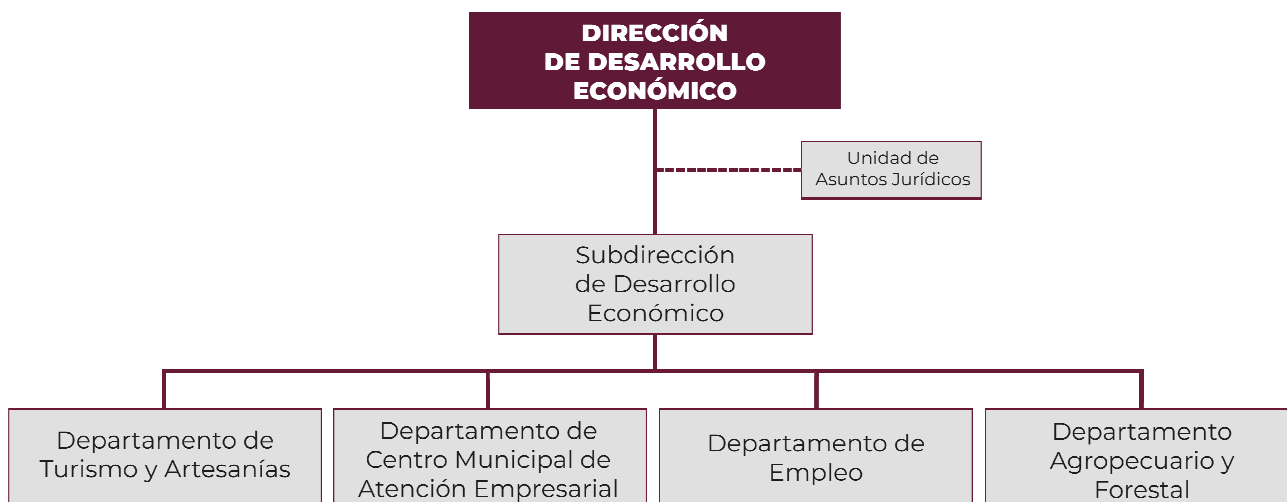 DIRECCIÓN
DE DESARROLLO
ECONÓMICO
Unidad de
Asuntos Jurídicos
Subdirección
de Desarrollo
Económico
Departamento de
Turismo y Artesanías
Departamento de
Centro Municipal de
Atención Empresarial
Departamento de
Empleo
Departamento
Agropecuario y
Forestal